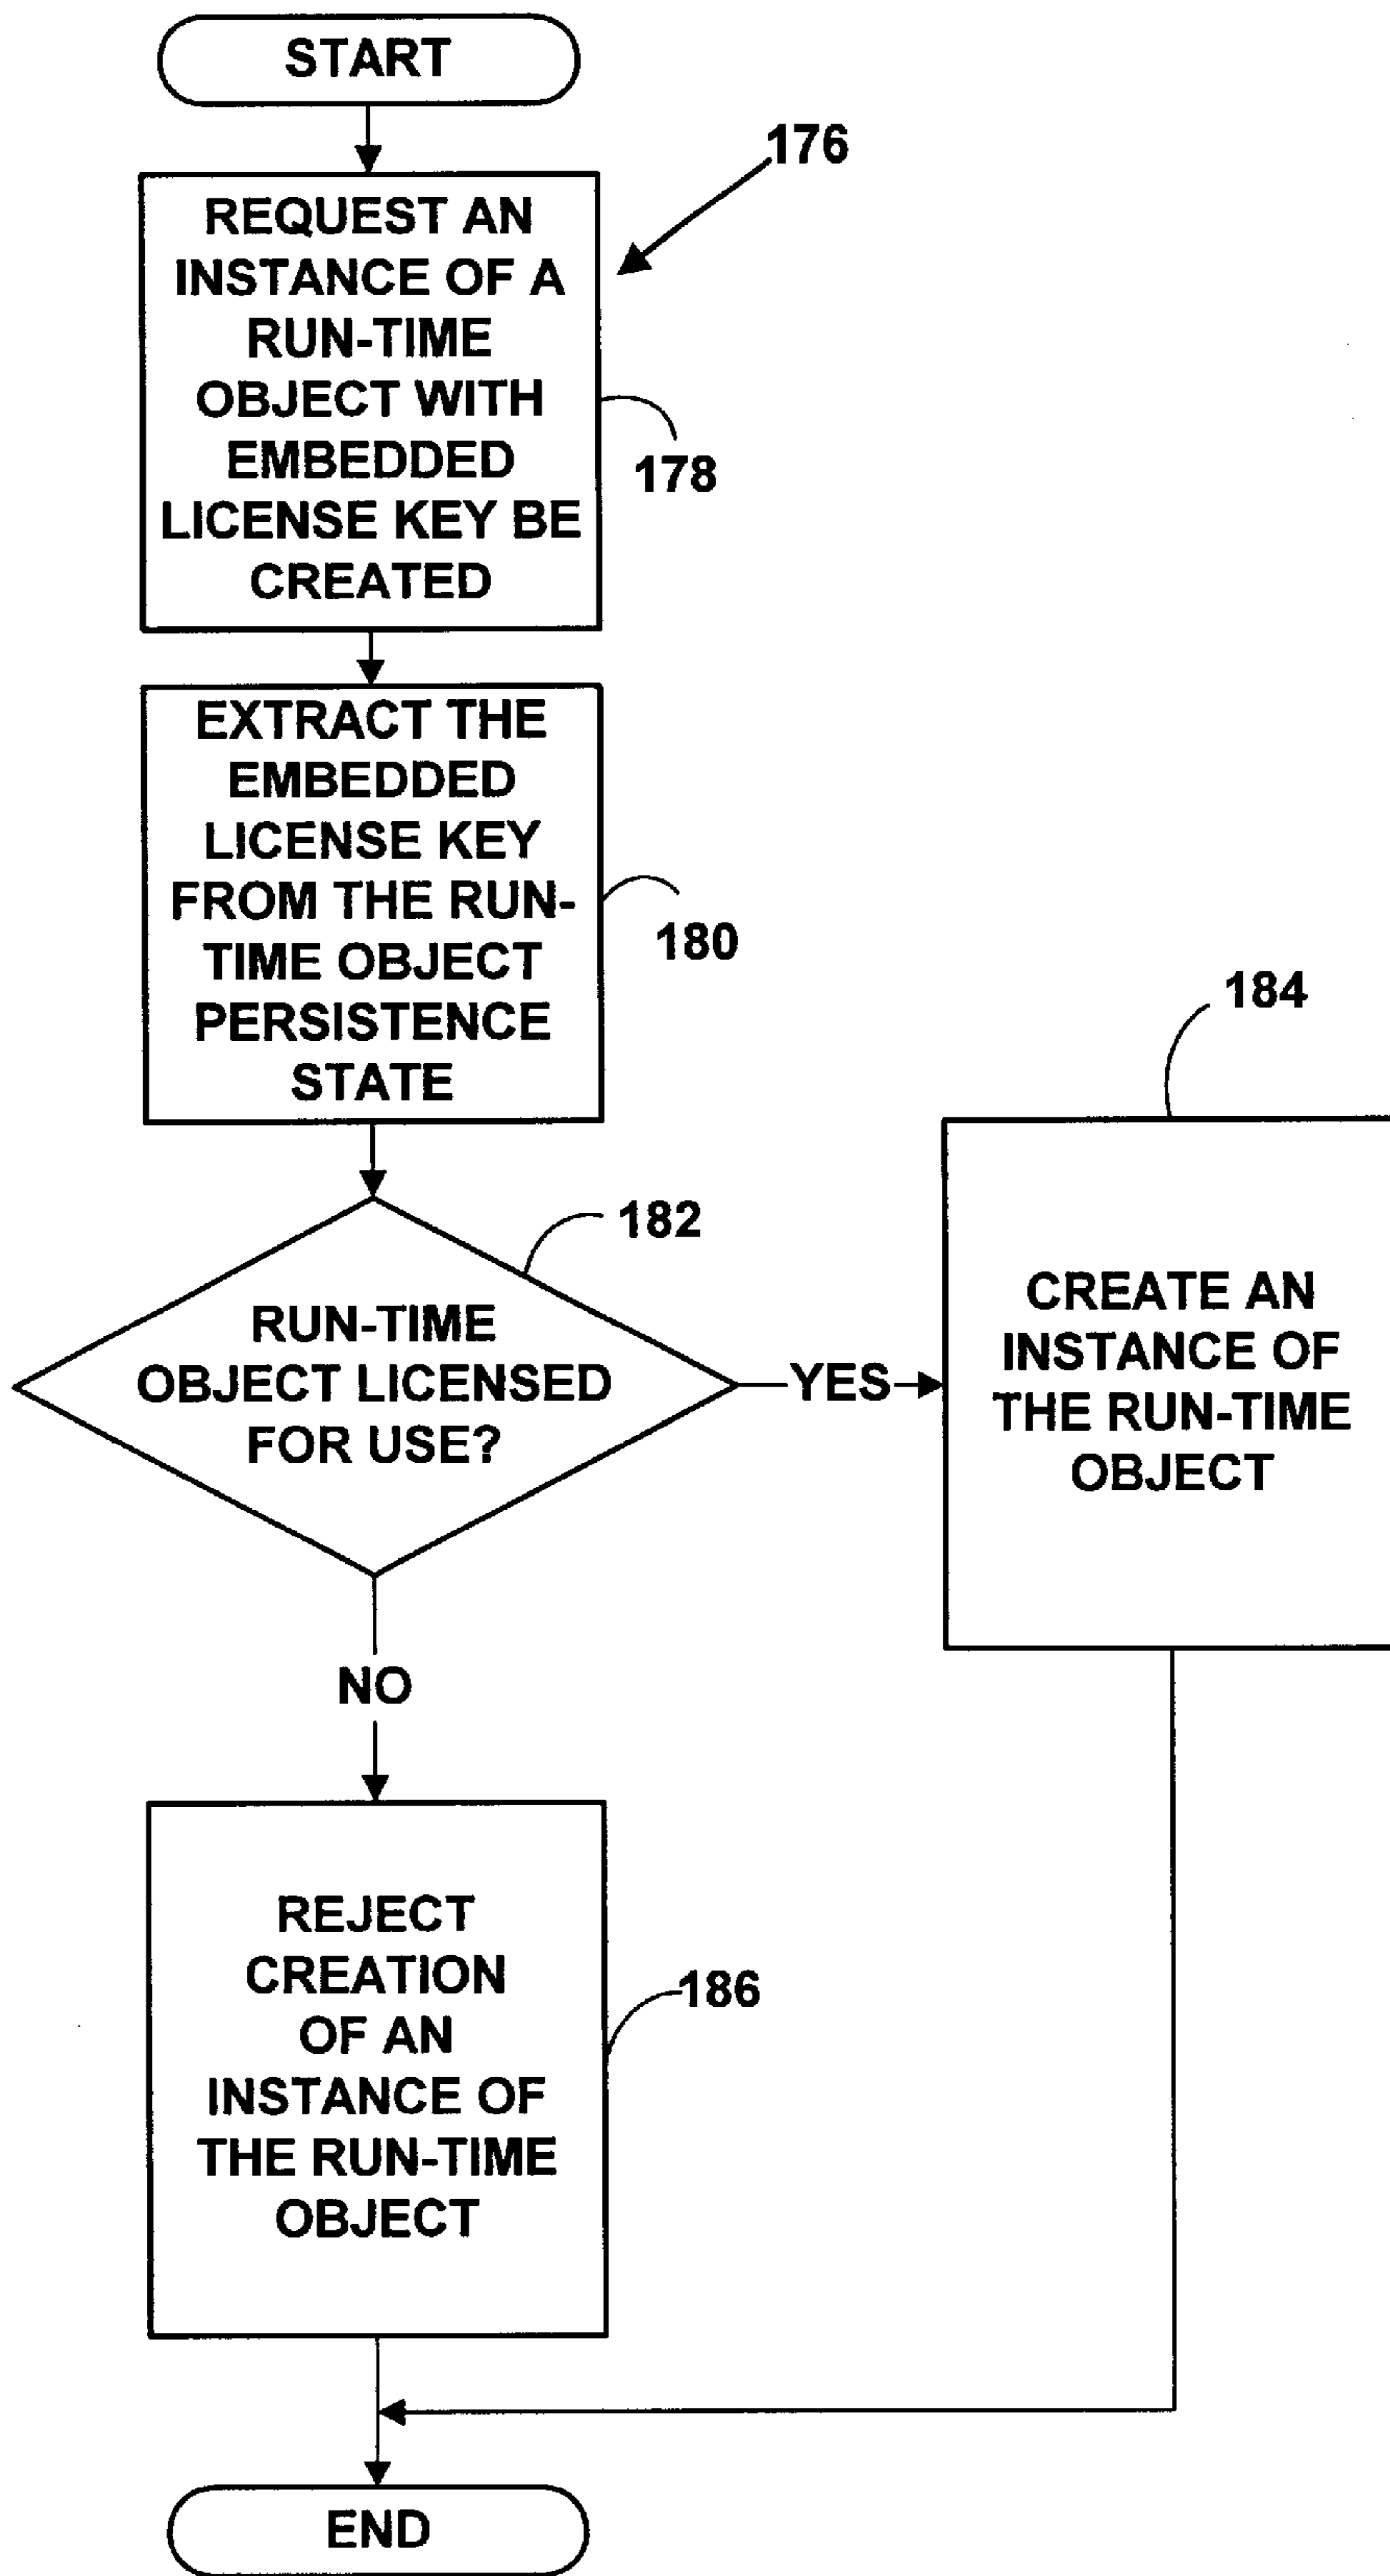 START
176
REQUEST AN
INSTANCE OF A
RUN-TIME
OBJECT WITH
EMBEDDED
LICENSE KEY BE
CREATED
178
EXTRACT THE
EMBEDDED
LICENSE KEY
FROM THE RUN-
TIME OBJECT
PERSISTENCE
STATE
180
182
RUN-TIME
OBJECT LICENSED
FOR USE?
YES
184
CREATE AN
INSTANCE OF
THE RUN-TIME
OBJECT
NO
REJECT
CREATION
OF AN
INSTANCE OF
THE RUN-TIME
OBJECT
186
END